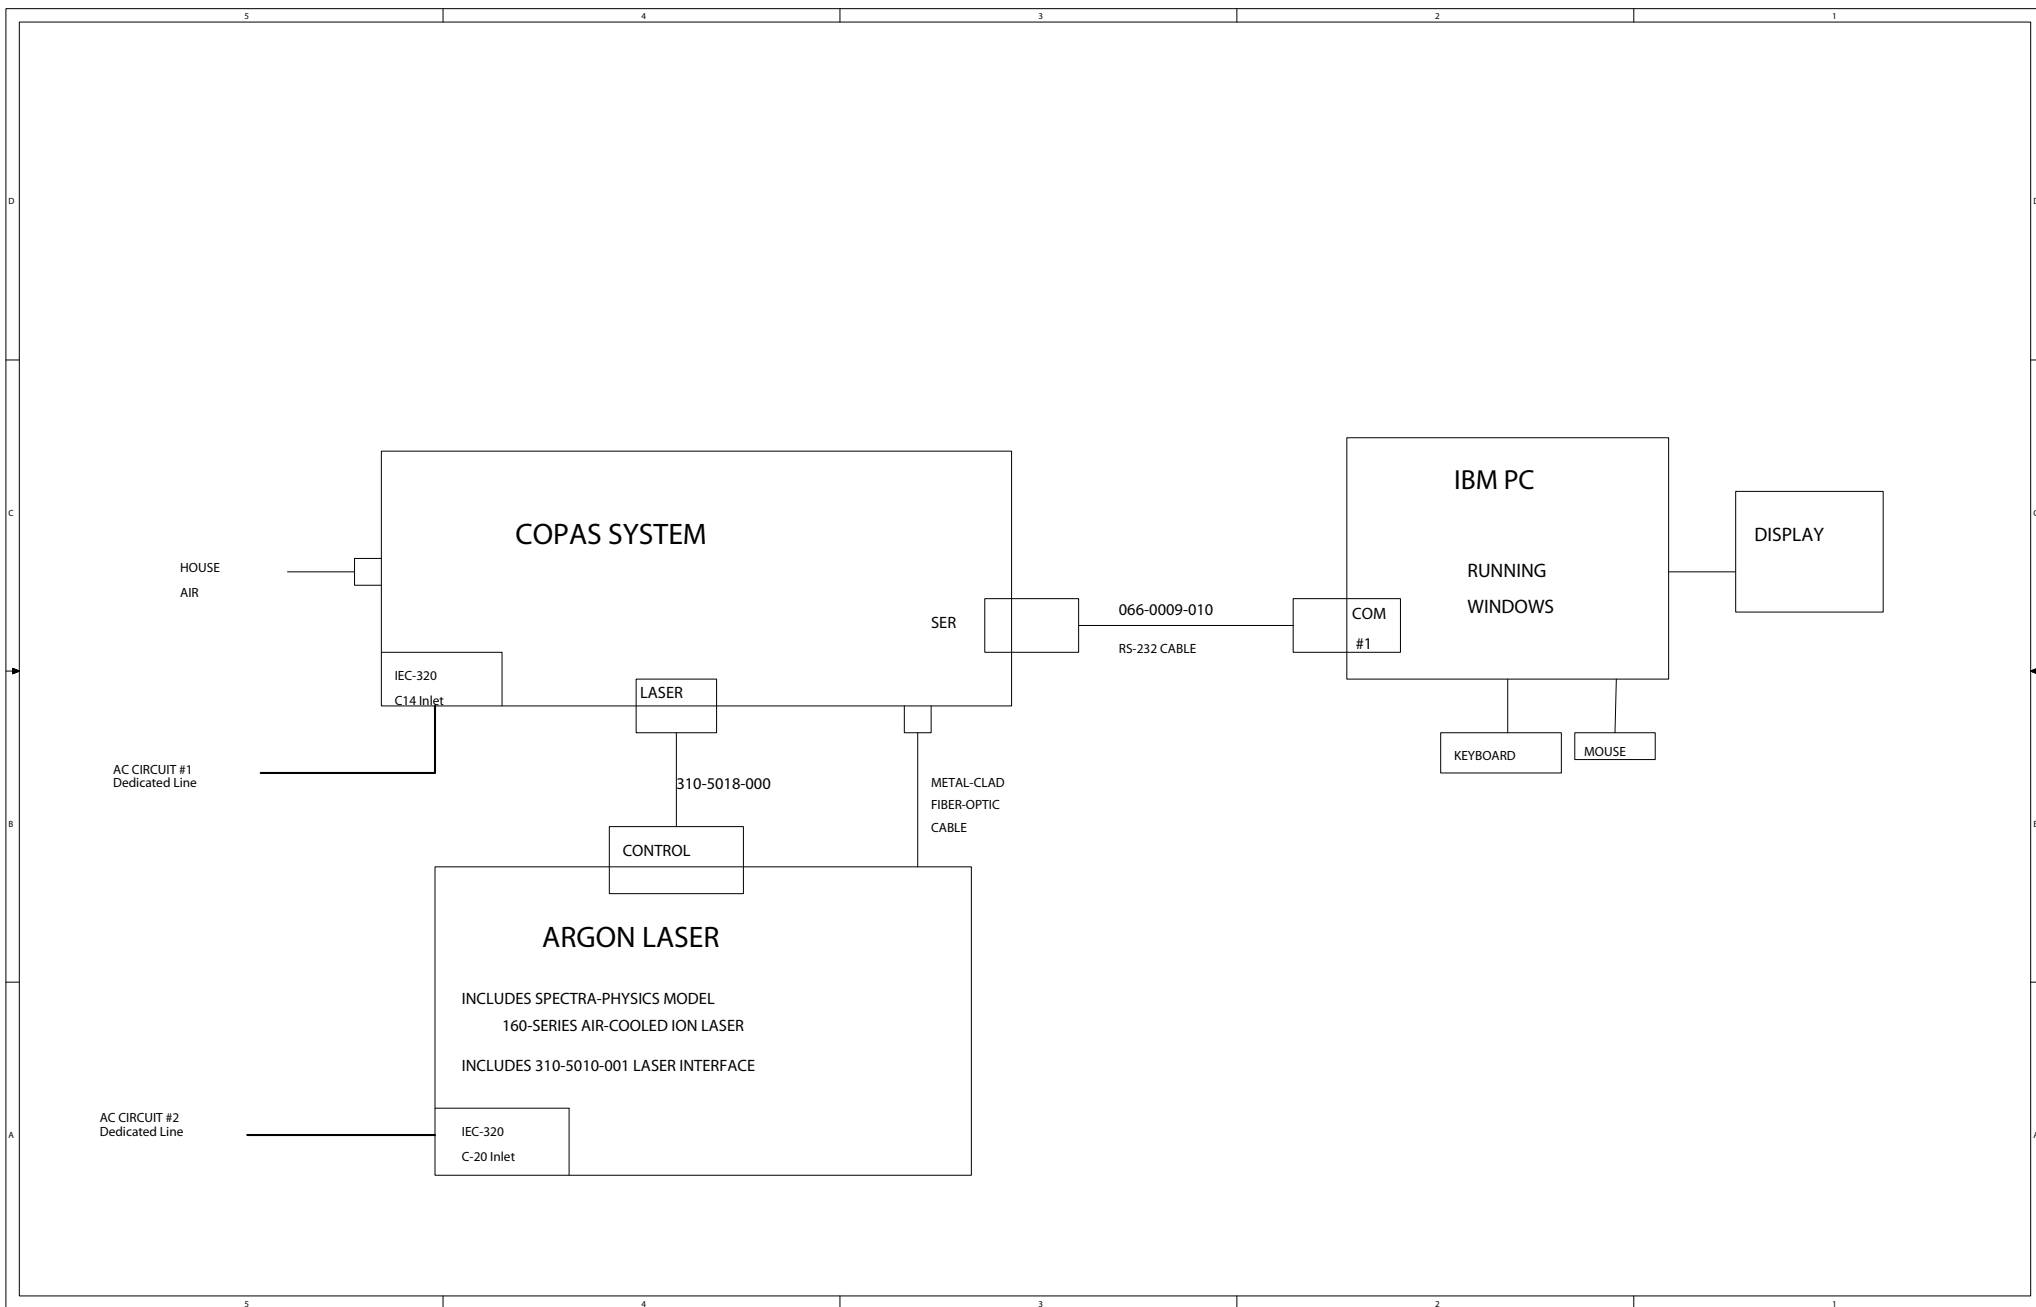 5 4 3 2 1
D D
C C
B B
A A
COPAS SYSTEM
HOUSE
AIR
SER
IEC-320
C14 Inlet
LASER
AC CIRCUIT #1
Dedicated Line
310-5018-000
METAL-CLAD
FIBER-OPTIC
CABLE
066-0009-010
RS-232 CABLE
IBM PC
RUNNING
WINDOWS
COM
#1
DISPLAY
KEYBOARD
MOUSE
CONTROL
ARGON LASER
INCLUDES SPECTRA-PHYSICS MODEL
160-SERIES AIR-COOLED ION LASER
INCLUDES 310-5010-001 LASER INTERFACE
AC CIRCUIT #2
Dedicated Line
IEC-320
C-20 Inlet
5 4 3 2 1